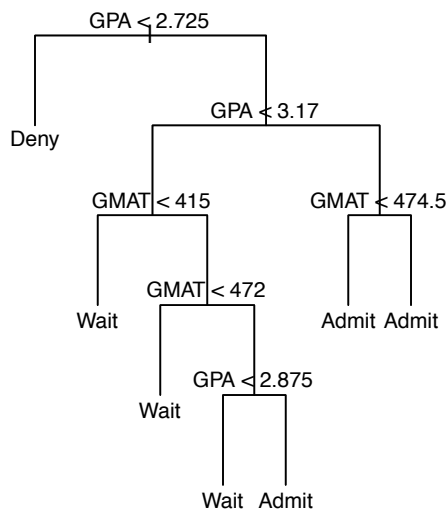 GPA < 2.725
Deny
GPA < 3.17
GMAT < 415
GMAT < 474.5
Wait
GMAT < 472
Admit
Admit
Wait
GPA < 2.875
Wait
Admit